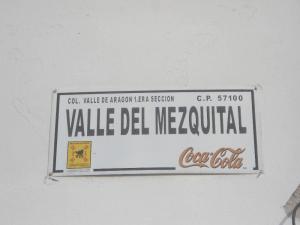 COL. VALLE DE ARAGON 1.ERA SECCION C.P. 57100
VALLE DEL MEZQUITAL
Coca-Cola